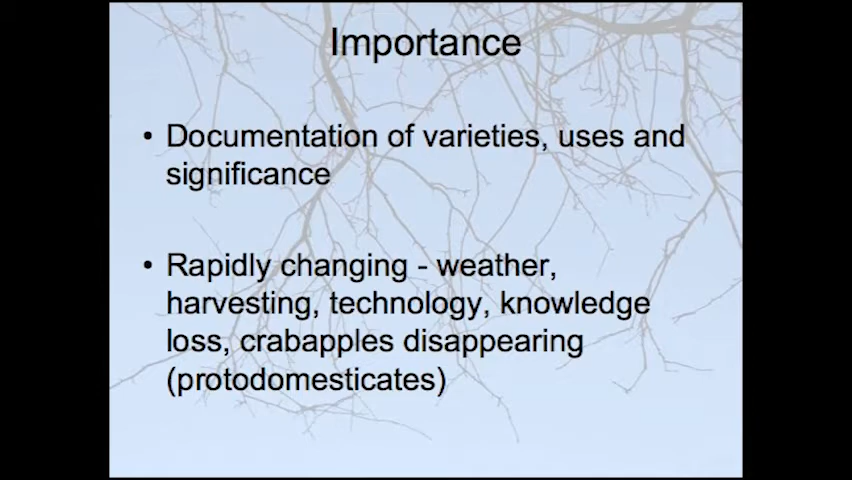 Importance
• Documentation of varieties, uses and
significance
• Rapidly changing - weather,
harvesting, technology, knowledge
loss, crabapples disappearing
(protodomesticates)